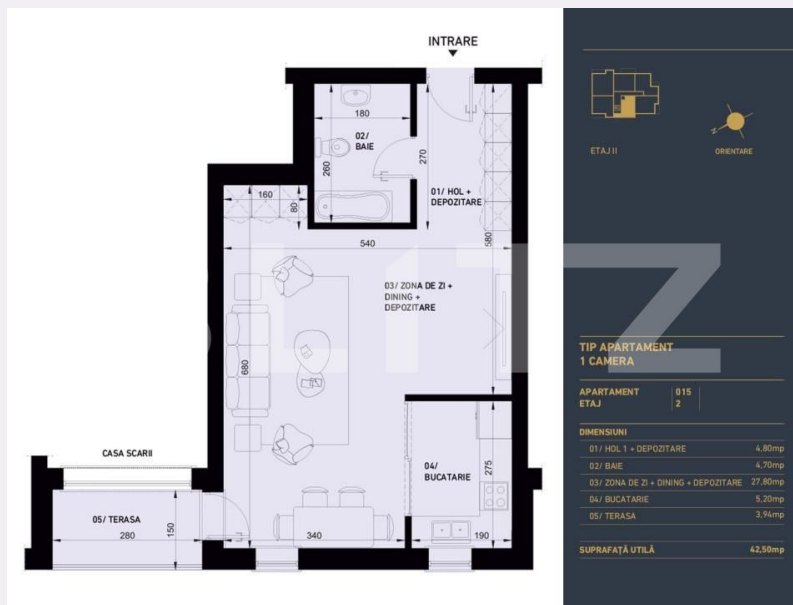 INTRARE
180
02/
BAIE
260
270
01/ HOL +
DEPOZITARE
160
80
540
580
03/ ZONA DE ZI +
DINING +
DEPOZITARE
680
CASA SCARII
04/
BUCATARIE
275
05/ TERASA
280
150
340
190
ETAJ II
N
ORIENTARE
TIP APARTAMENT
1 CAMERA
APARTAMENT 015
ETAJ 2
DIMENSIUNI
01/ HOL 1 + DEPOZITARE 4,80mp
02/ BAIE 4,70mp
03/ ZONA DE ZI + DINING + DEPOZITARE 27,80mp
04/ BUCATARIE 5,20mp
05/ TERASA 3,94mp
SUPRAFAȚĂ UTILĂ 42,50mp